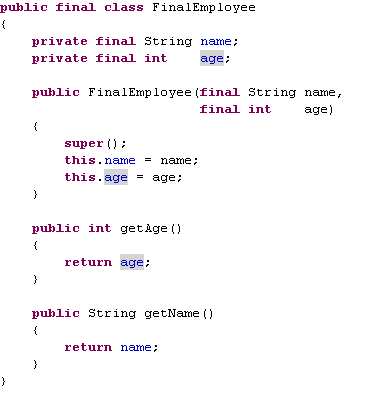 public final class FinalEmployee
{
    private final String name;
    private final int    age;

    public FinalEmployee(final String name,
                         final int    age)
    {
        super();
        this.name = name;
        this.age = age;
    }

    public int getAge()
    {
        return age;
    }

    public String getName()
    {
        return name;
    }
}